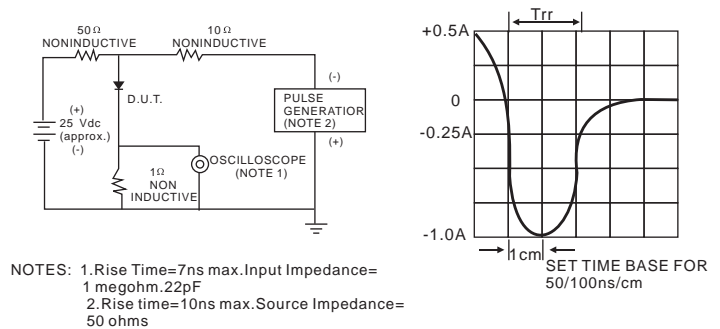 50Ω
NONINDUCTIVE
10Ω
NONINDUCTIVE
(+)
25 Vdc
(approx.)
(-)
D.U.T.
1Ω
NON
INDUCTIVE
OSCILLOSCOPE
(NOTE 1)
(-)
PULSE
GENERATIOR
(NOTE 2)
(+)
Trr
+0.5A
0
-0.25A
-1.0A
1cm
SET TIME BASE FOR
50/100ns/cm
NOTES: 1.Rise Time=7ns max.Input Impedance=
1 megohm.22pF
2.Rise time=10ns max.Source Impedance=
50 ohms